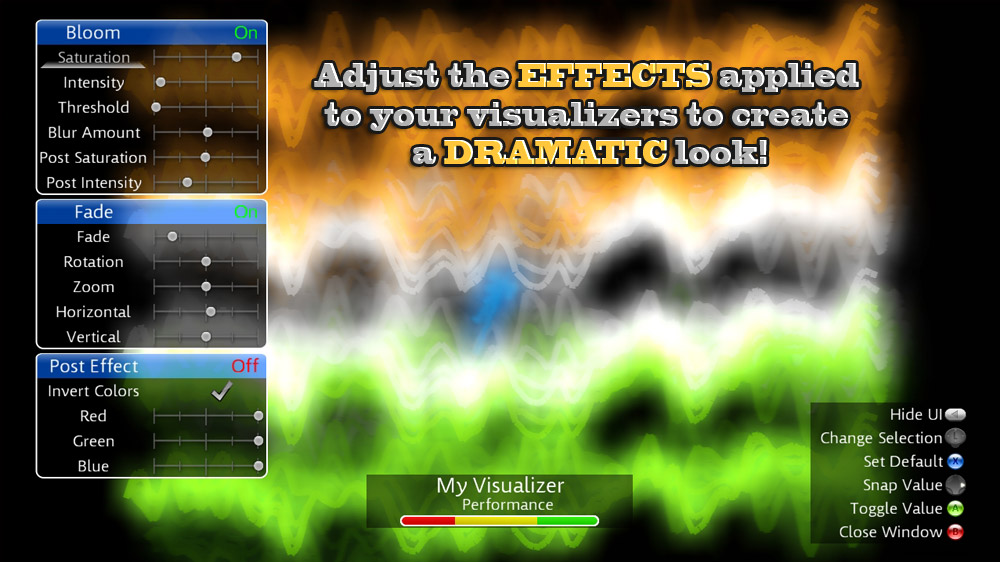 Bloom On
Saturation
Intensity
Threshold
Blur Amount
Post Saturation
Post Intensity
Fade On
Fade
Rotation
Zoom
Horizontal
Vertical
Post Effect Off
Invert Colors
Red
Green
Blue
Adjust the EFFECTS applied
to your visualizers to create
a DRAMATIC look!
My Visualizer
Performance
Hide UI
Change Selection L
Set Default X
Snap Value
Toggle Value A
Close Window B